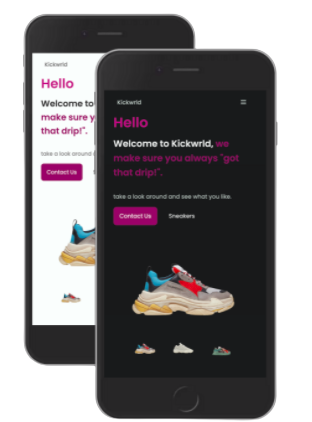 Kickwrld
Hello
Welcome to
make sure y
that drip!".
take a look around
Contact Us
Kickwrld
Hello
Welcome to Kickwrld, we
make sure you always "got
that drip!".
take a look around and see what you like.
Contact Us
Sneakers